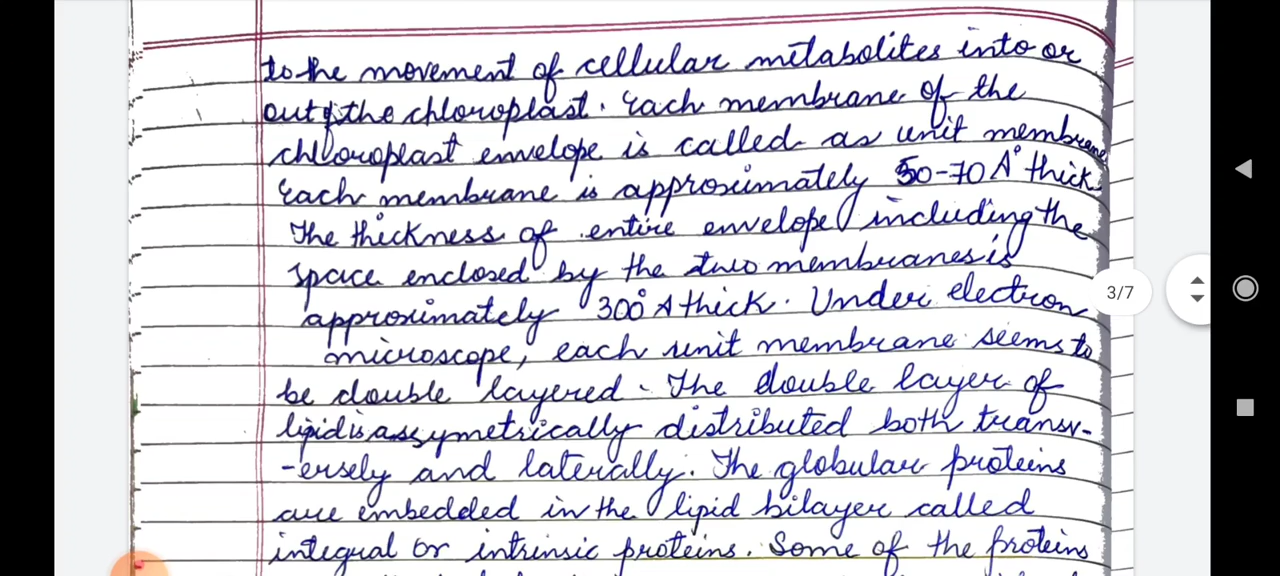 to the movement of cellular metabolites into or
out of the chloroplast. Each membrane of the
chloroplast envelope is called as unit membrane
Each membrane is approximately 50-70 A° thick.
The thickness of entire envelope including the
space enclosed by the two membranes is
approximately 300 Å thick. Under electron
microscope, each unit membrane seems to
be double layered. The double layer of
lipid is assymetrically distributed both transv-
-ersely and laterally. The globular proteins
are embedded in the lipid bilayer called
integral or intrinsic proteins. Some of the proteins
3/7